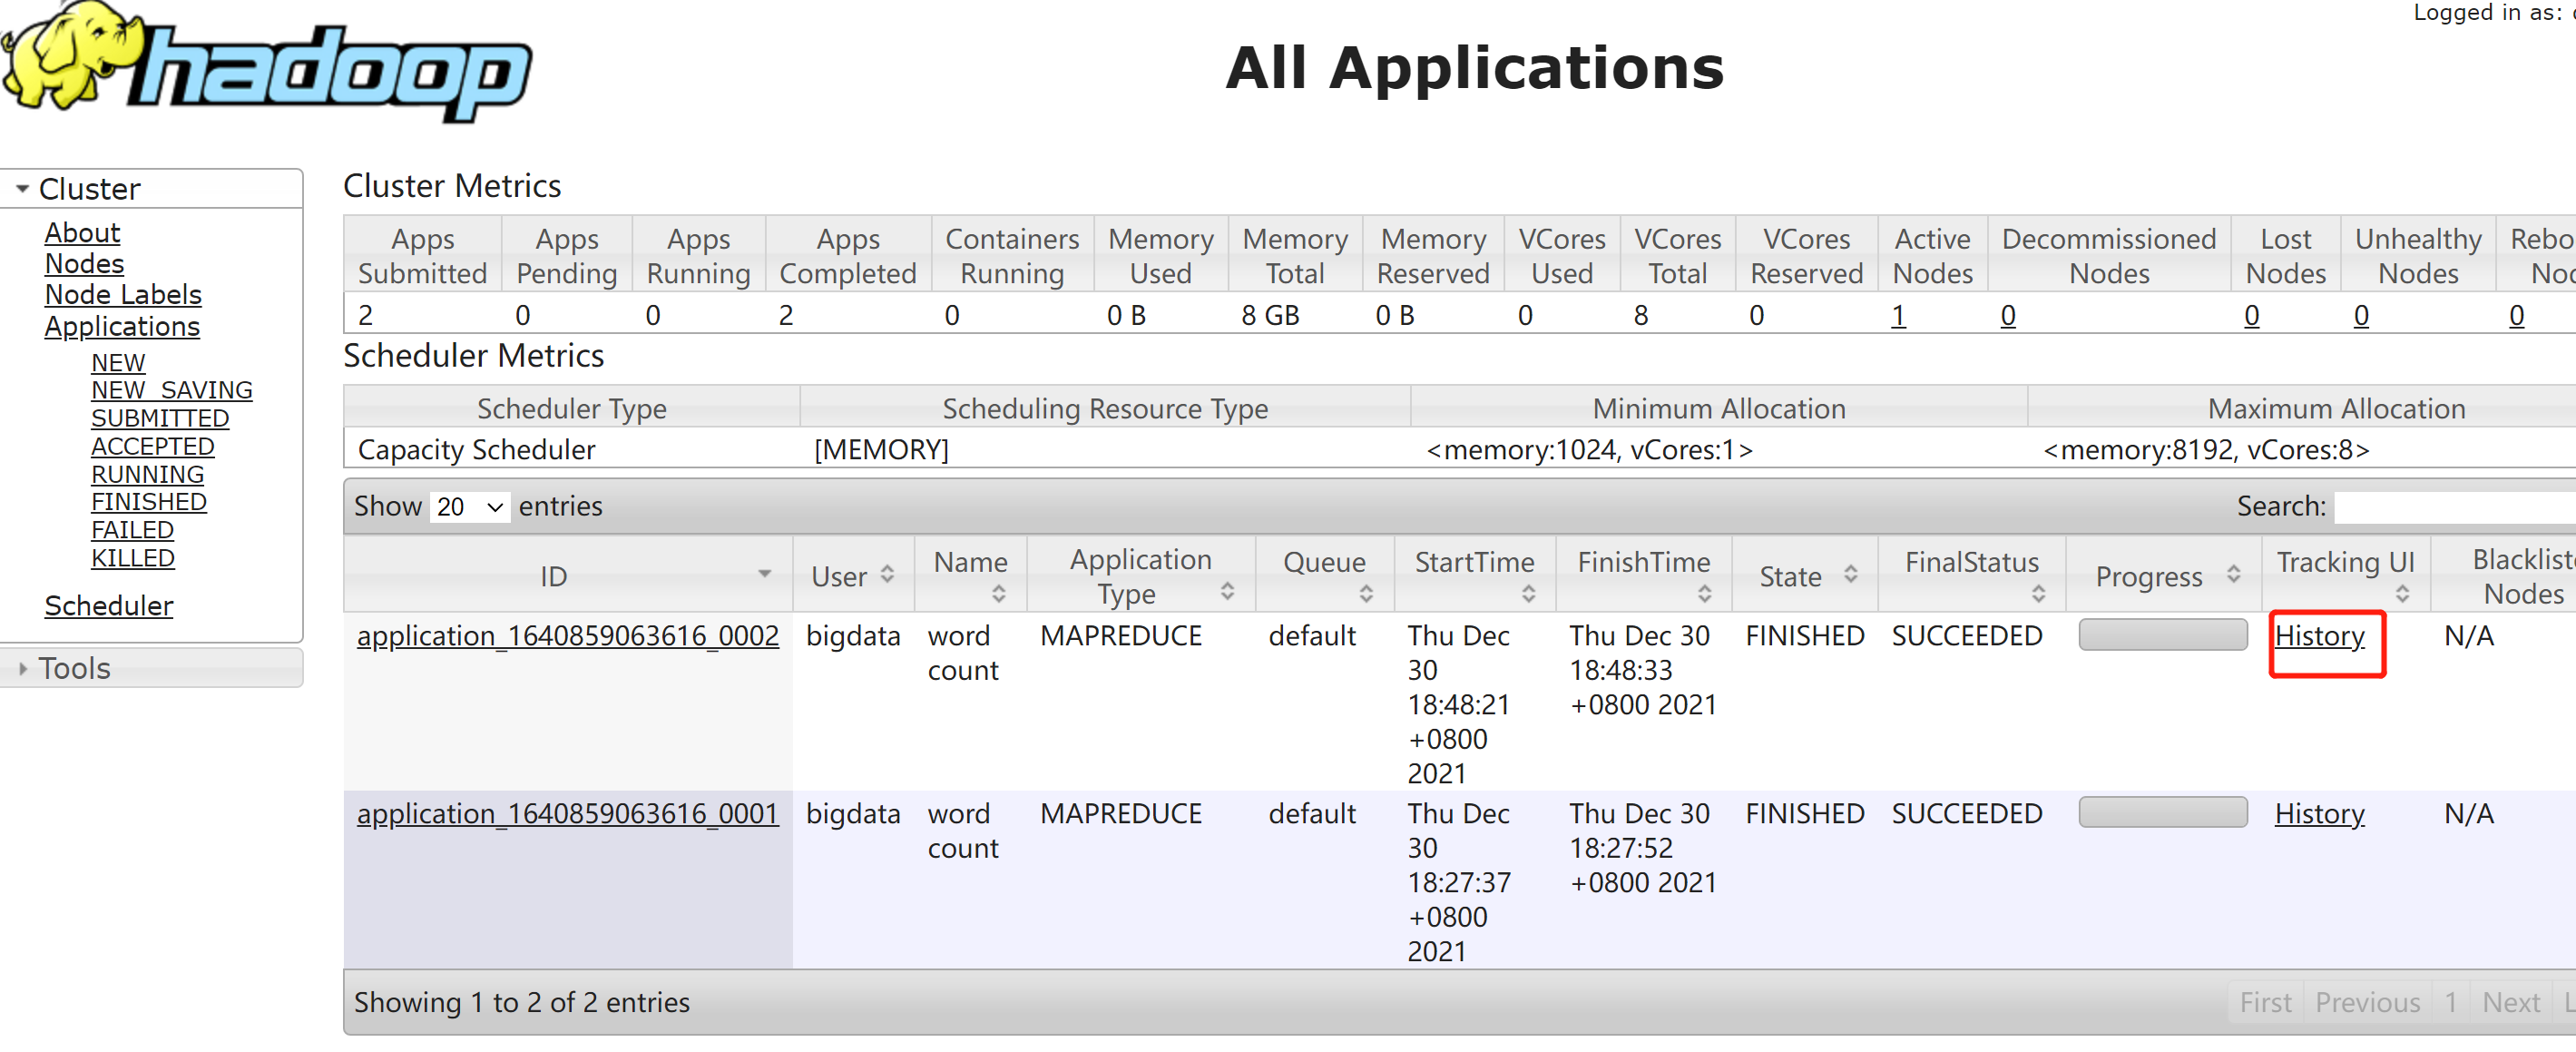 Logged in as:
hadoop
All Applications
Cluster
About
Nodes
Node Labels
Applications
NEW
NEW_SAVING
SUBMITTED
ACCEPTED
RUNNING
FINISHED
FAILED
KILLED
Scheduler
Tools
Cluster Metrics
Apps Submitted Apps Pending Apps Running Apps Completed Containers Running Memory Used Memory Total Memory Reserved VCores Used VCores Total VCores Reserved Active Nodes Decommissioned Nodes Lost Nodes Unhealthy Nodes
2 0 0 2 0 0 B 8 GB 0 B 0 8 0 1 0 0 0 0
Scheduler Metrics
Scheduler Type Scheduling Resource Type Minimum Allocation Maximum Allocation
Capacity Scheduler [MEMORY] <memory:1024, vCores:1> <memory:8192, vCores:8>
Show 20 entries Search:
ID User Name Application Type Queue StartTime FinishTime State FinalStatus Progress Tracking UI Nodes
application_1640859063616_0002 bigdata word count MAPREDUCE default Thu Dec 30 18:48:21 +0800 2021 Thu Dec 30 18:48:33 +0800 2021 FINISHED SUCCEEDED History N/A
application_1640859063616_0001 bigdata word count MAPREDUCE default Thu Dec 30 18:27:37 +0800 2021 Thu Dec 30 18:27:52 +0800 2021 FINISHED SUCCEEDED History N/A
Showing 1 to 2 of 2 entries First Previous 1 Next